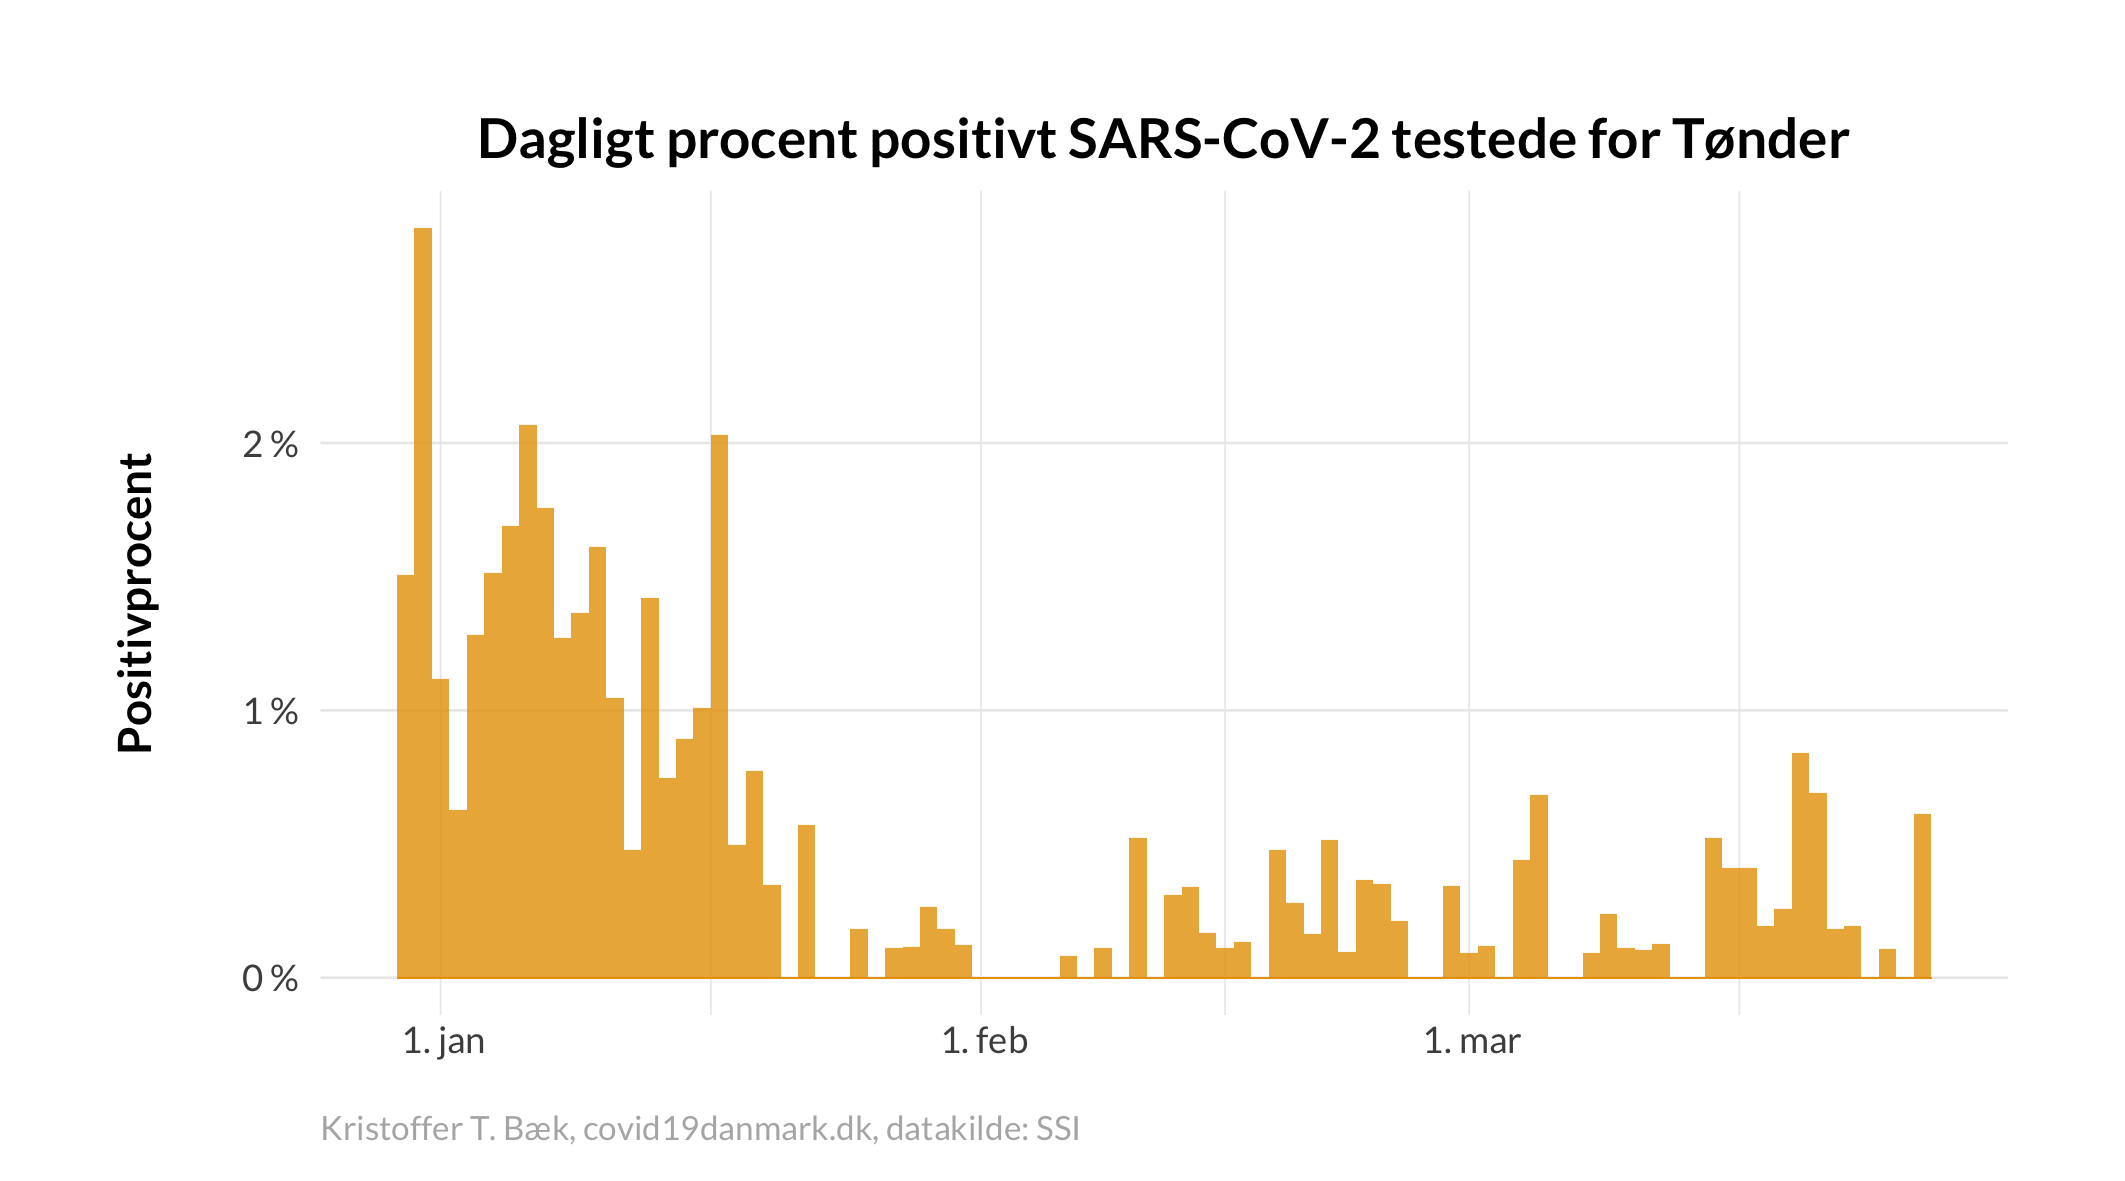 Dagligt procent positivt SARS-CoV-2 testede for Tønder
Positivprocent
2 %
1 %
0 %
1. jan
1. feb
1. mar
Kristoffer T. Bæk, covid19danmark.dk, datakilde: SSI